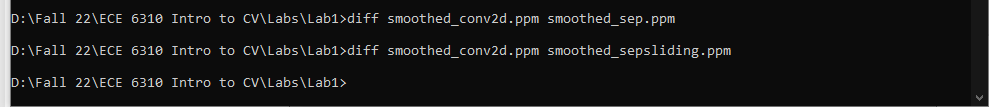 D:\Fall 22\ECE 6310 Intro to CV\Labs\Lab1>diff smoothed_conv2d.ppm smoothed_sep.ppm
D:\Fall 22\ECE 6310 Intro to CV\Labs\Lab1>diff smoothed_conv2d.ppm smoothed_sepsliding.ppm
D:\Fall 22\ECE 6310 Intro to CV\Labs\Lab1>